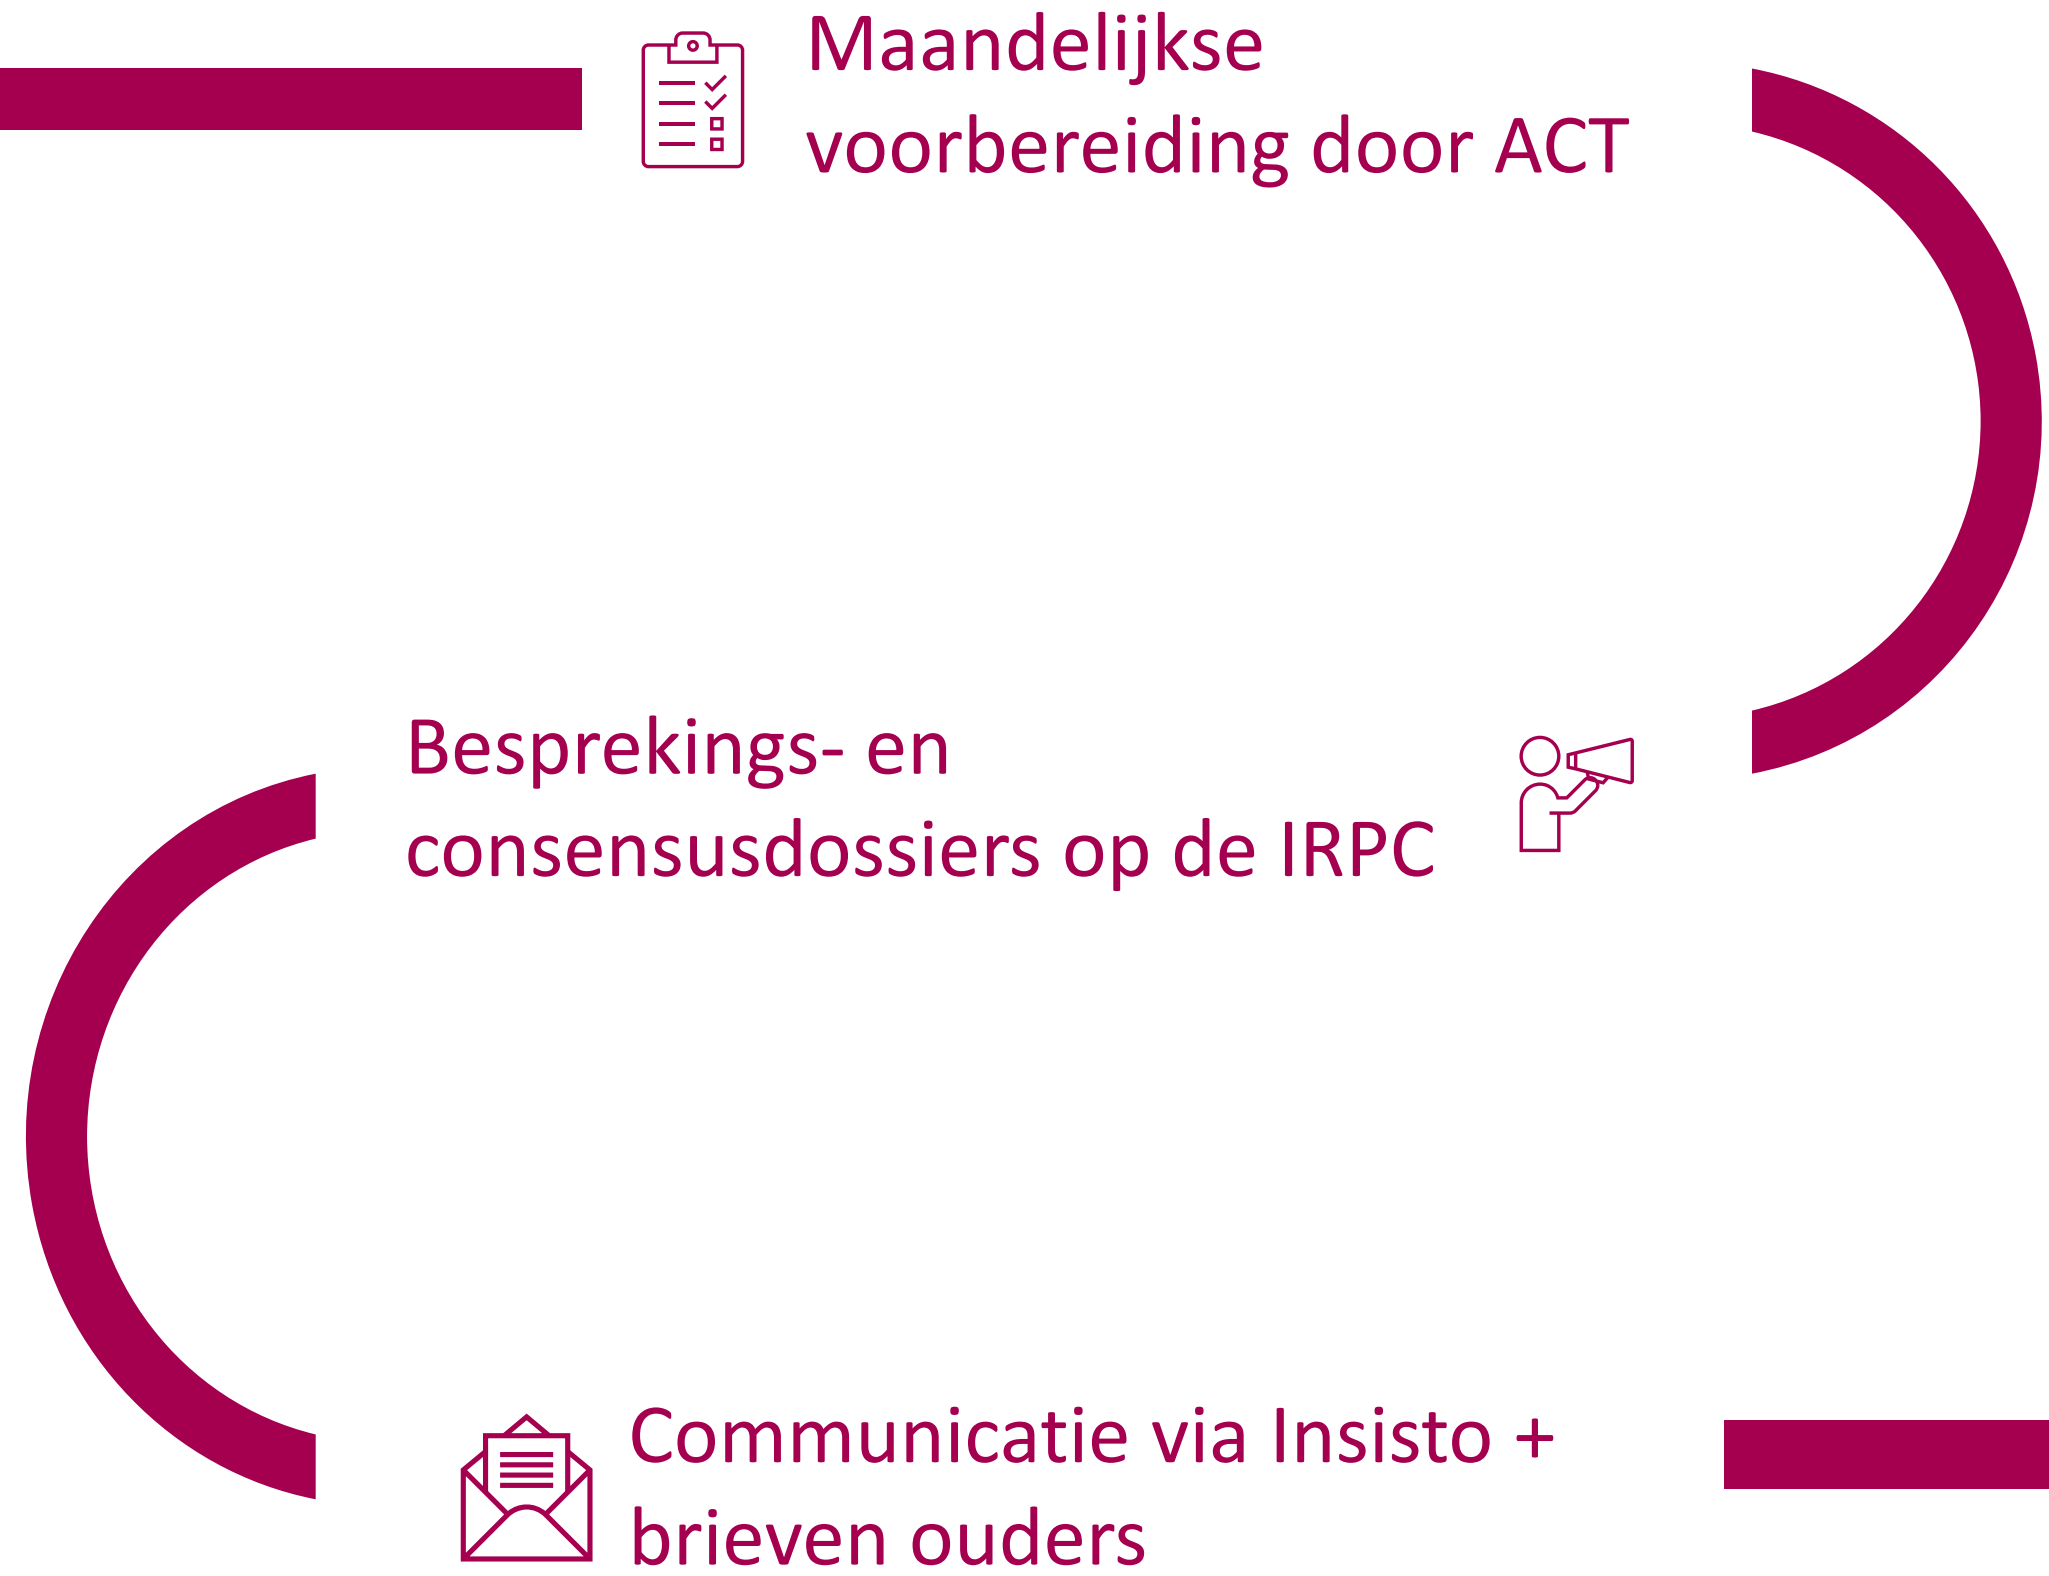 Maandelijkse
voorbereiding door ACT
Besprekings- en
consensusdossiers op de IRPC
Communicatie via Insisto +
brieven ouders